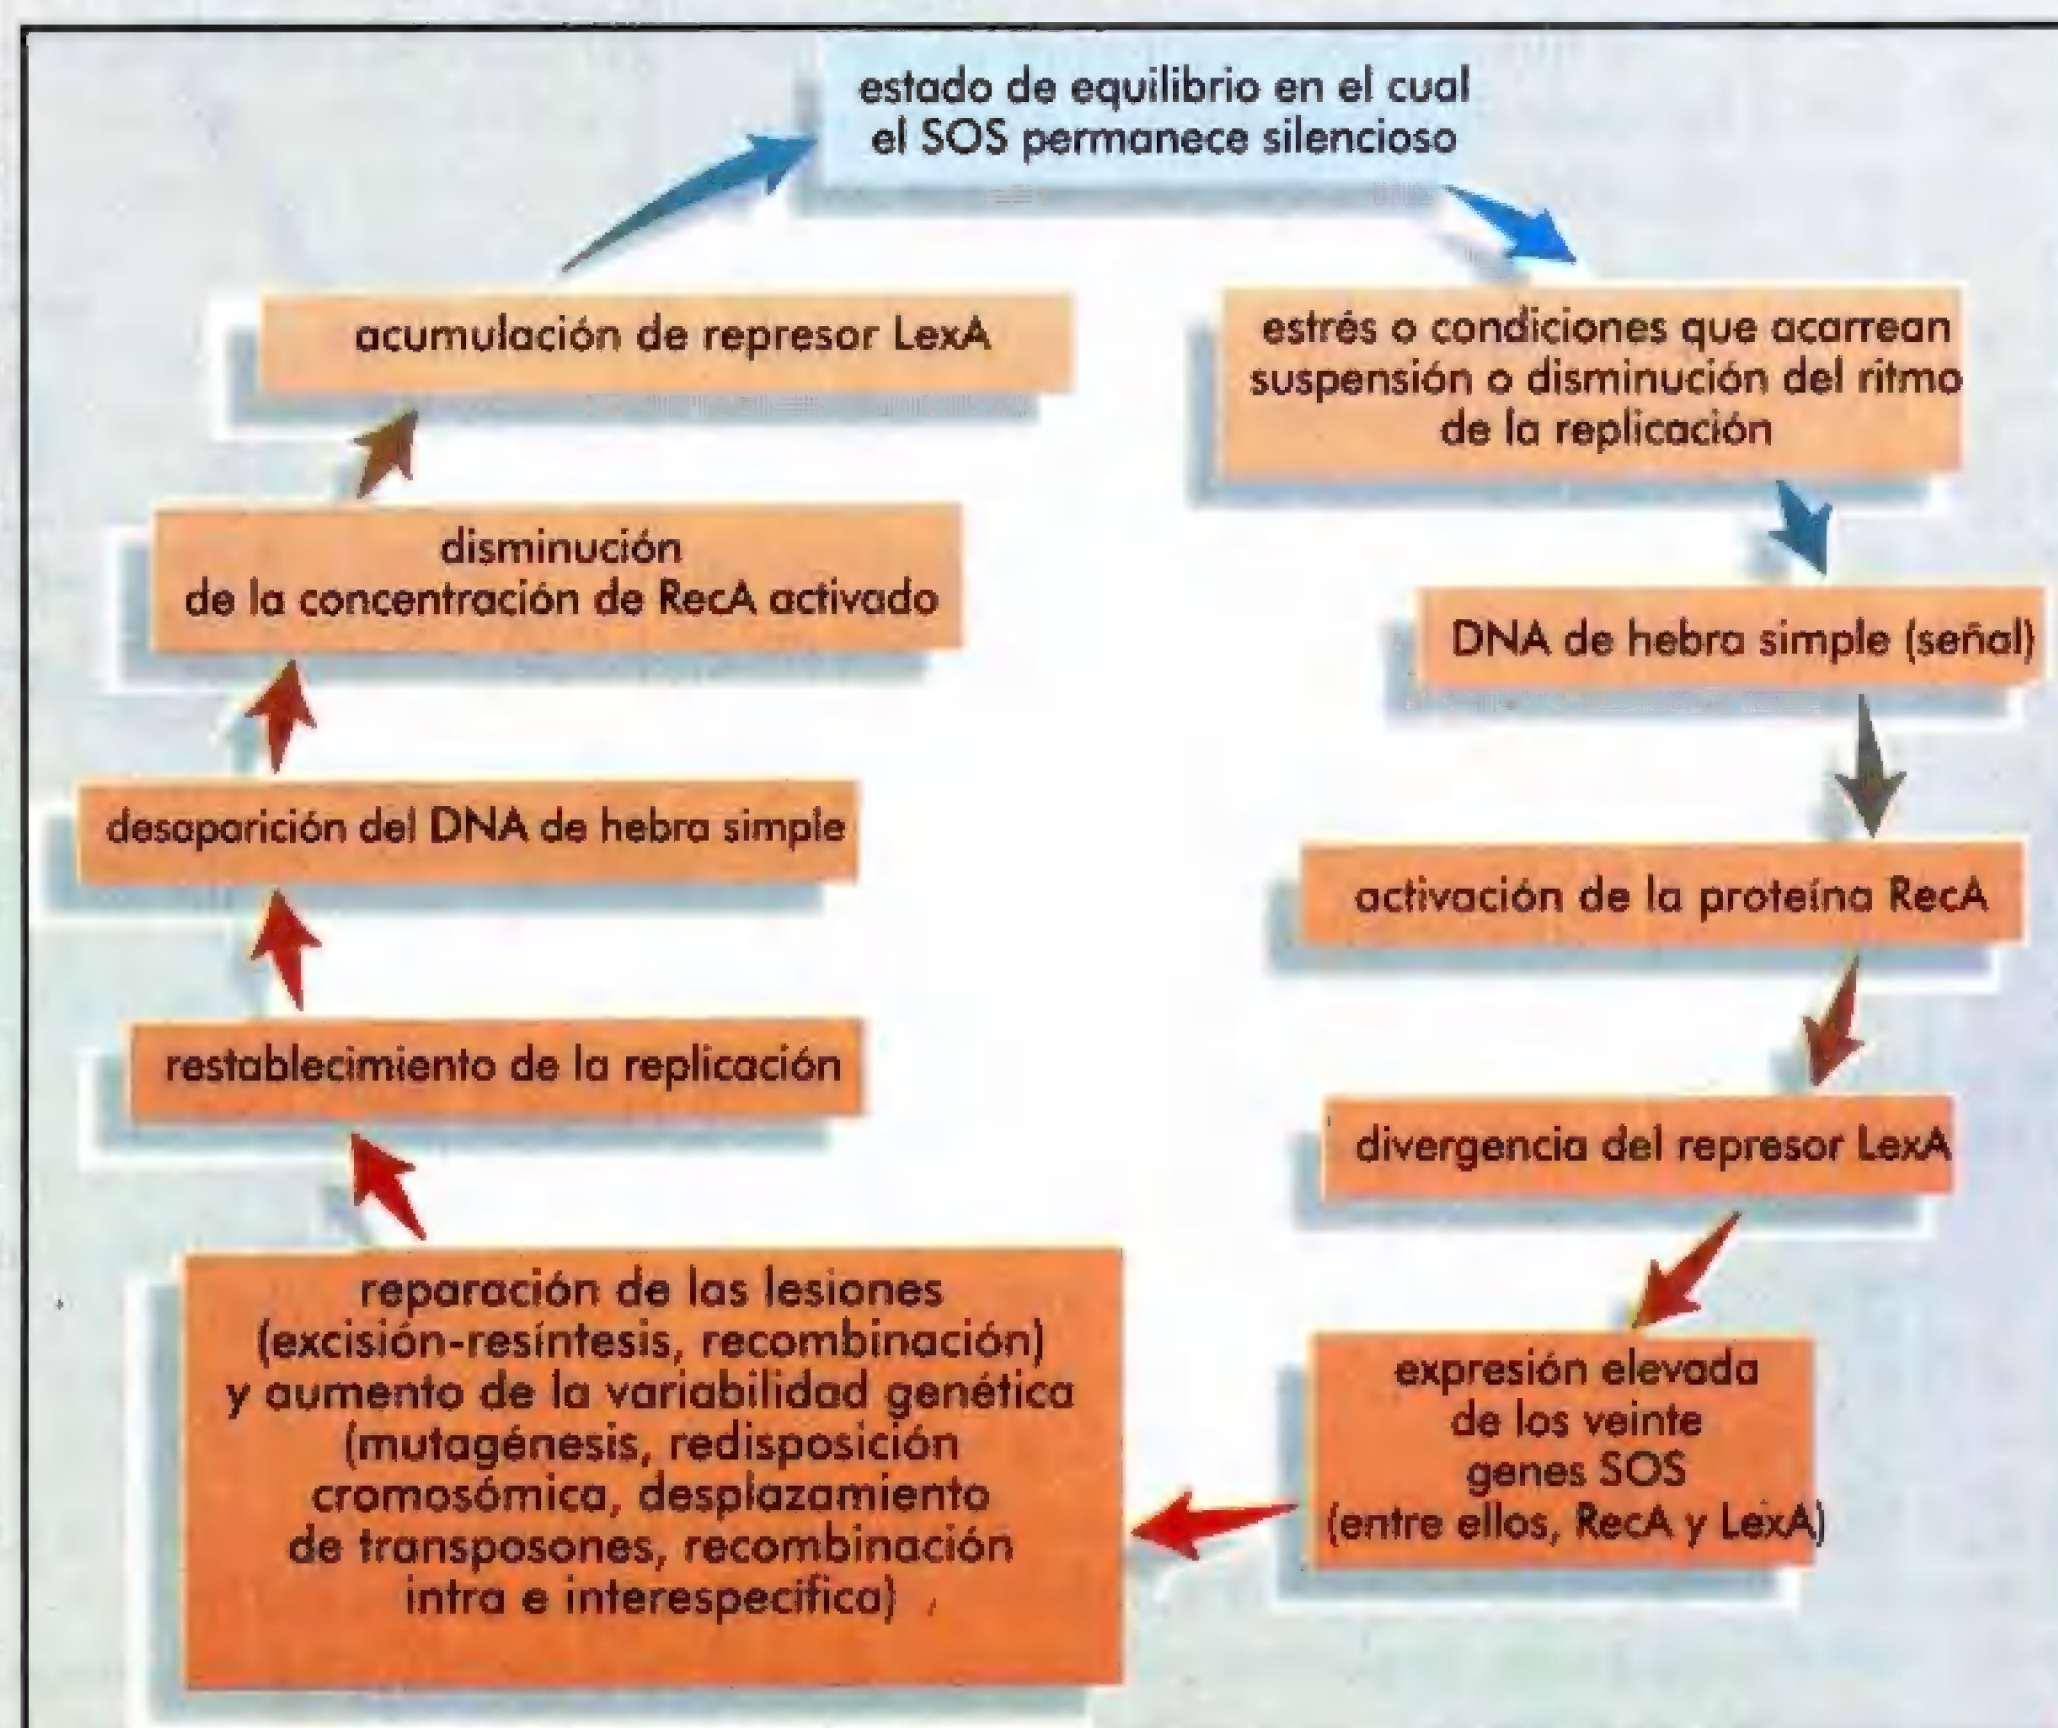 estado de equilibrio en el cual
el SOS permanece silencioso
estrés o condiciones que acarrean
suspensión o disminución del ritmo
de la replicación
DNA de hebra simple (señal)
activación de la proteína RecA
divergencia del represor LexA
expresión elevada
de los veinte
genes SOS
(entre ellos, RecA y LexA)
reparación de las lesiones
(excisión-resíntesis, recombinación)
y aumento de la variabilidad genética
(mutagénesis, redisposición
cromosómica, desplazamiento
de transposones, recombinación
intra e interespecifica)
restablecimiento de la replicación
desaparición del DNA de hebra simple
disminución
de la concentración de RecA activado
acumulación de represor LexA